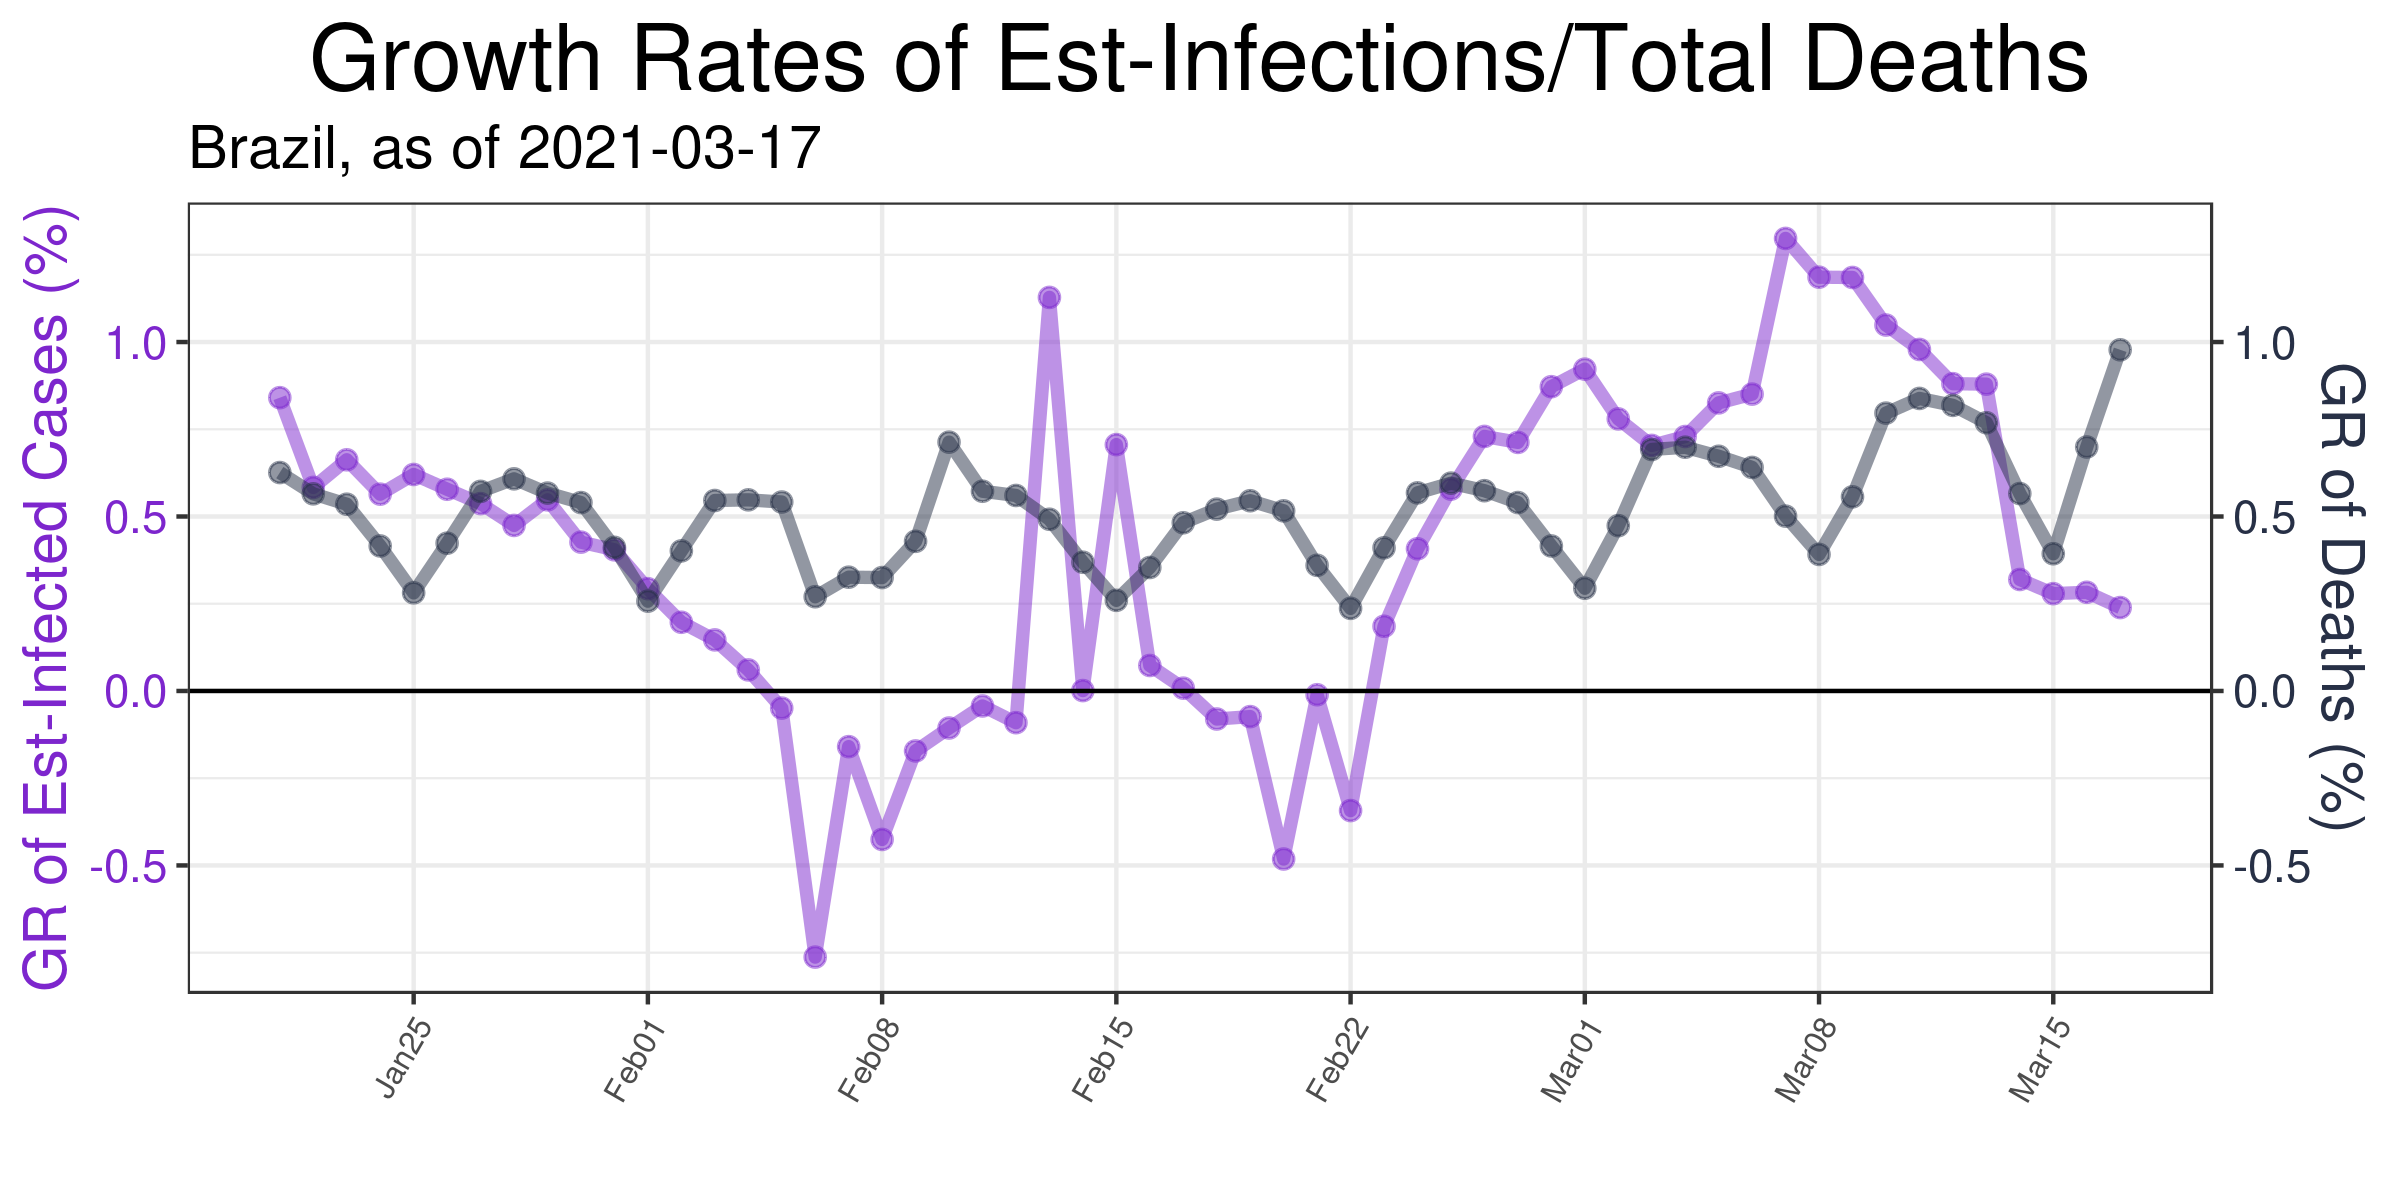 Growth Rates of Est-Infections/Total Deaths
Brazil, as of 2021-03-17
GR of Est-Infected Cases (%)
1.0
0.5
0.0
-0.5
1.0
0.5
0.0
-0.5
GR of Deaths (%)
Jan25
Feb01
Feb08
Feb15
Feb22
Mar01
Mar08
Mar15